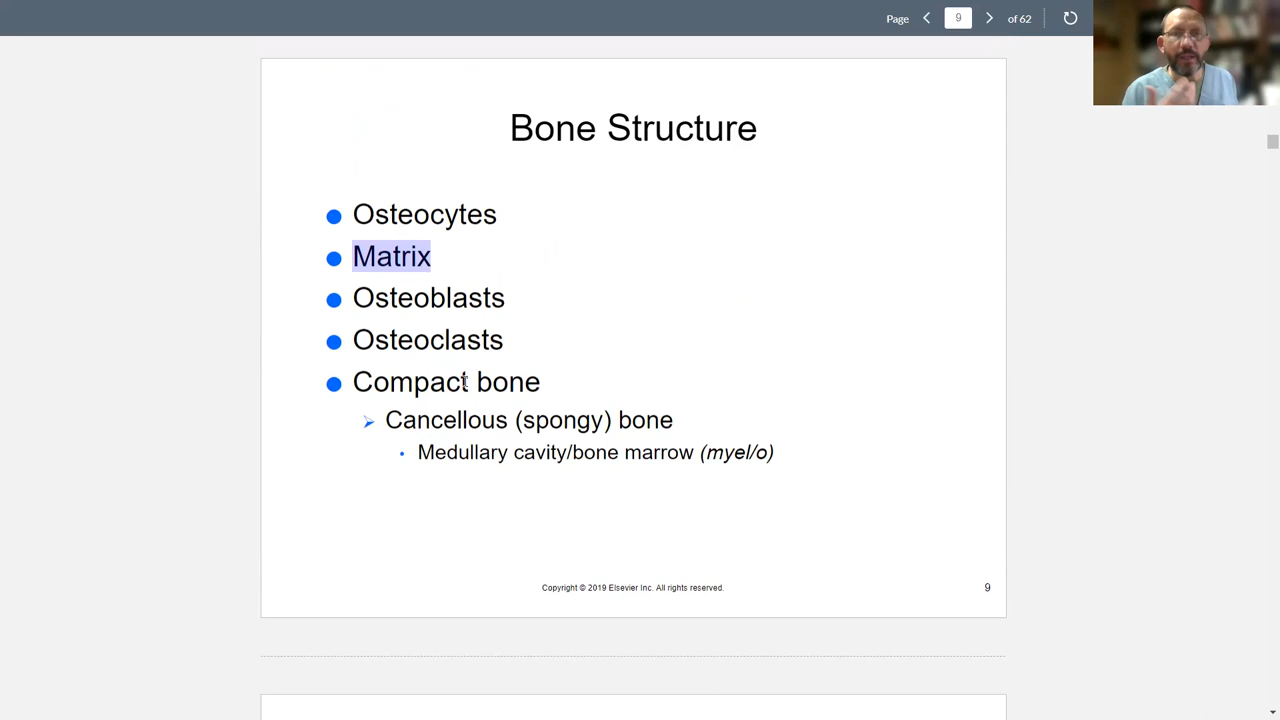 Page 9 of 62
Bone Structure
Osteocytes
Matrix
Osteoblasts
Osteoclasts
Compact bone
Cancellous (spongy) bone
Medullary cavity/bone marrow (myel/o)
Copyright © 2019 Elsevier Inc. All rights reserved.
9